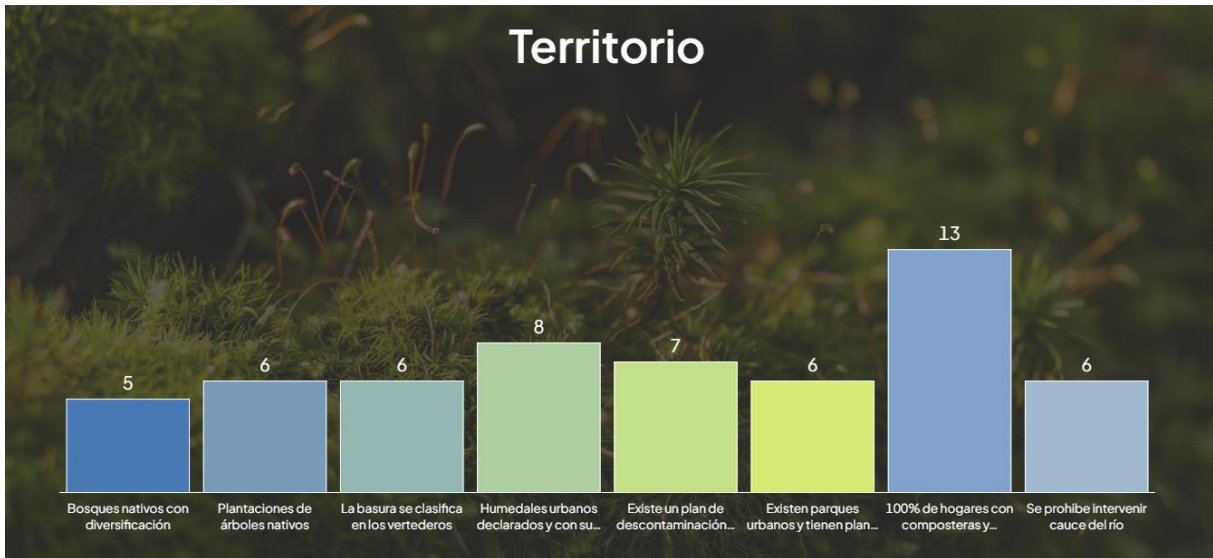 Territorio
5
6
6
8
7
6
13
6
Bosques nativos con
diversificación
Plantaciones de
árboles nativos
La basura se clasifica
en los vertederos
Humedales urbanos
declarados y con su...
Existe un plan de
descontaminación...
Existen parques
urbanos y tienen plan...
100% de hogares con
composteras y...
Se prohibe intervenir
cauce del río